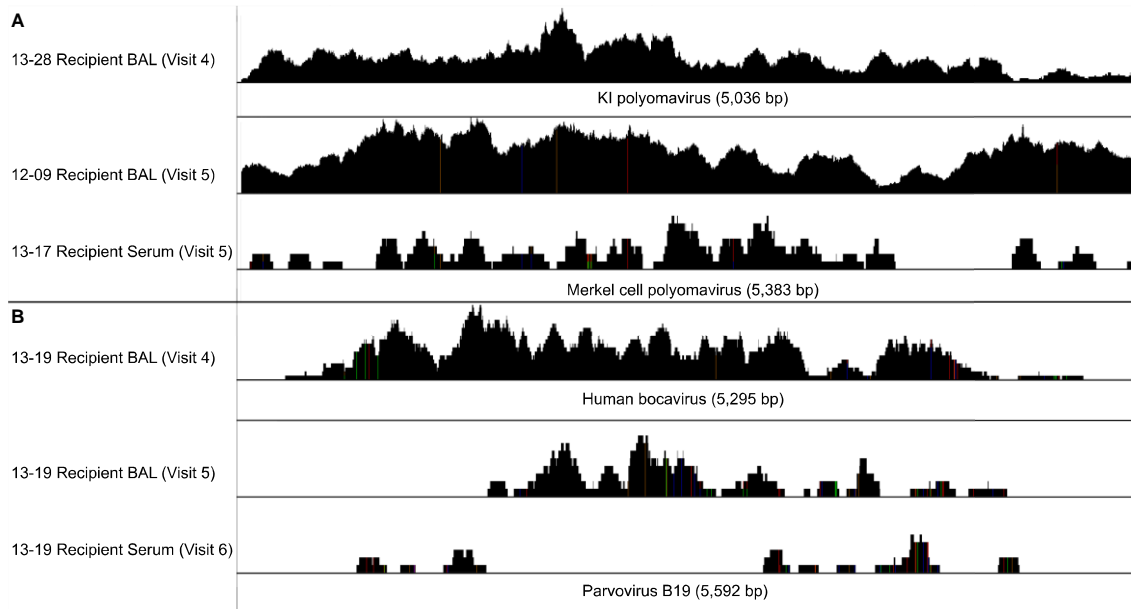 A
13-28 Recipient BAL (Visit 4)
KI polyomavirus (5,036 bp)
12-09 Recipient BAL (Visit 5)
13-17 Recipient Serum (Visit 5)
Merkel cell polyomavirus (5,383 bp)
B
13-19 Recipient BAL (Visit 4)
Human bocavirus (5,295 bp)
13-19 Recipient BAL (Visit 5)
13-19 Recipient Serum (Visit 6)
Parvovirus B19 (5,592 bp)